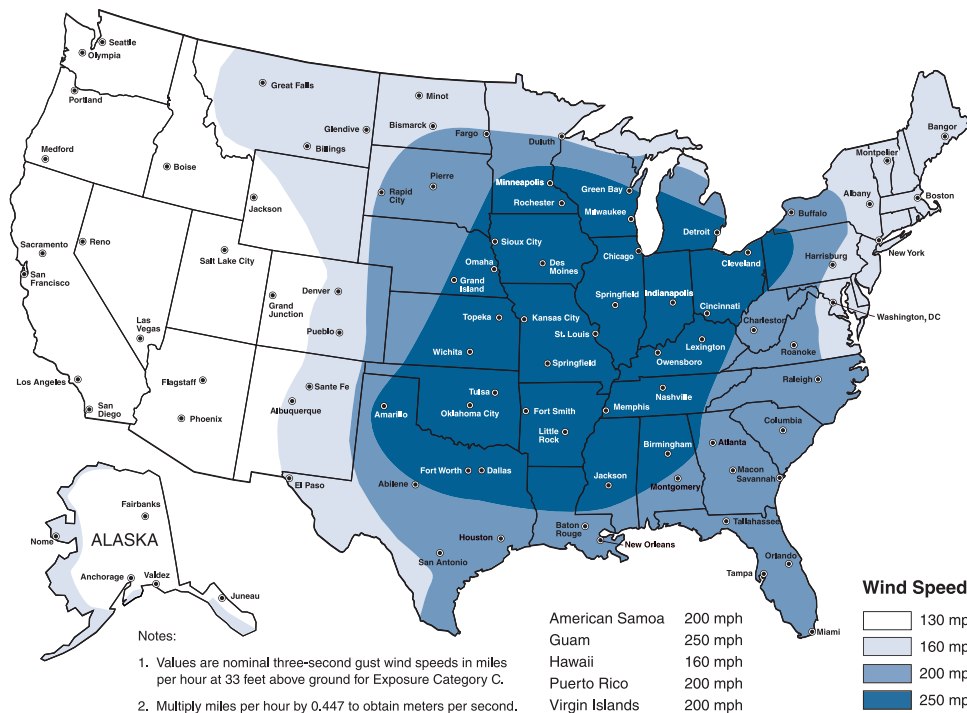 Seattle
Olympia
Portland
Medford
Boise
Great Falls
Glendive
Billings
Jackson
Minot
Bismarck
Fargo
Duluth
Pierre
Rapid
City
Minneapolis
Rochester
Green Bay
Milwaukee
Bangor
Montpelier
Albany
Boston
Buffalo
Detroit
New York
Harrisburg
Cleveland
Chicago
Sioux City
Omaha
Des
Moines
Grand
Island
Sacramento
Reno
San
Francisco
Salt Lake City
Denver
Grand
Junction
Pueblo
Las
Vegas
Topeka
Kansas City
Springfield
Indianapolis
Cincinnati
Charleston
Washington, DC
St. Louis
Lexington
Owensboro
Roanoke
Raleigh
Wichita
Springfield
Los Angeles
San
Diego
Flagstaff
Phoenix
Sante Fe
Albuquerque
Amarillo
Tulsa
Oklahoma City
Fort Smith
Little
Rock
Memphis
Nashville
Columbia
Birmingham
Atlanta
Macon
Savannah
Montgomery
Jackson
Fort Worth
Dallas
Abilene
El Paso
Houston
San Antonio
Baton
Rouge
New Orleans
Tallahassee
Orlando
Tampa
Miami
Fairbanks
Nome
ALASKA
Anchorage
Valdez
Juneau
Notes:
1. Values are nominal three-second gust wind speeds in miles
per hour at 33 feet above ground for Exposure Category C.
2. Multiply miles per hour by 0.447 to obtain meters per second.
American Samoa 200 mph
Guam 250 mph
Hawaii 160 mph
Puerto Rico 200 mph
Virgin Islands 200 mph
Wind Speed
130 mp
160 mp
200 mp
250 mp